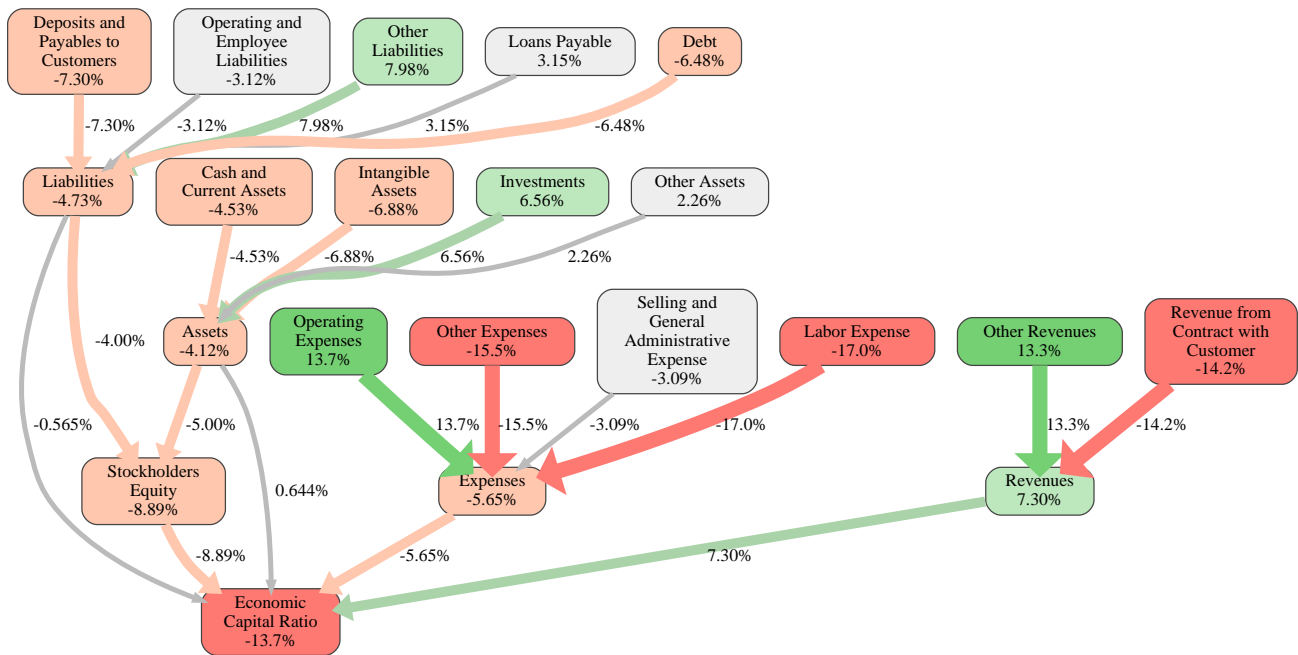 Deposits and
Payables to
Customers
-7.30%
Operating and
Employee
Liabilities
-3.12%
Other
Liabilities
7.98%
Loans Payable
3.15%
Debt
-6.48%
-7.30%
-3.12%
7.98%
3.15%
-6.48%
Liabilities
-4.73%
Cash and
Current Assets
-4.53%
Intangible
Assets
-6.88%
Investments
6.56%
Other Assets
2.26%
-4.53%
-6.88%
6.56%
2.26%
Assets
-4.12%
Operating
Expenses
13.7%
Other Expenses
-15.5%
Selling and
General
Administrative
Expense
-3.09%
Labor Expense
-17.0%
Other Revenues
13.3%
Revenue from
Contract with
Customer
-14.2%
-4.00%
-0.565%
-5.00%
13.7%
-15.5%
-3.09%
-17.0%
13.3%
-14.2%
Stockholders
Equity
-8.89%
0.644%
Expenses
-5.65%
Revenues
7.30%
-8.89%
-5.65%
7.30%
Economic
Capital Ratio
-13.7%